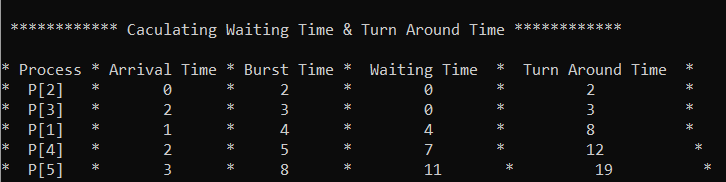 ************ Caculating Waiting Time & Turn Around Time ************
* Process * Arrival Time * Burst Time *  Waiting Time  *  Turn Around Time  *
*  P[2]   *       0      *     2      *        0       *         2          *
*  P[3]   *       2      *     3      *        0       *         3          *
*  P[1]   *       1      *     4      *        4       *         8          *
*  P[4]   *       2      *     5      *        7       *         12          *
*  P[5]   *       3      *     8      *        11       *         19          *